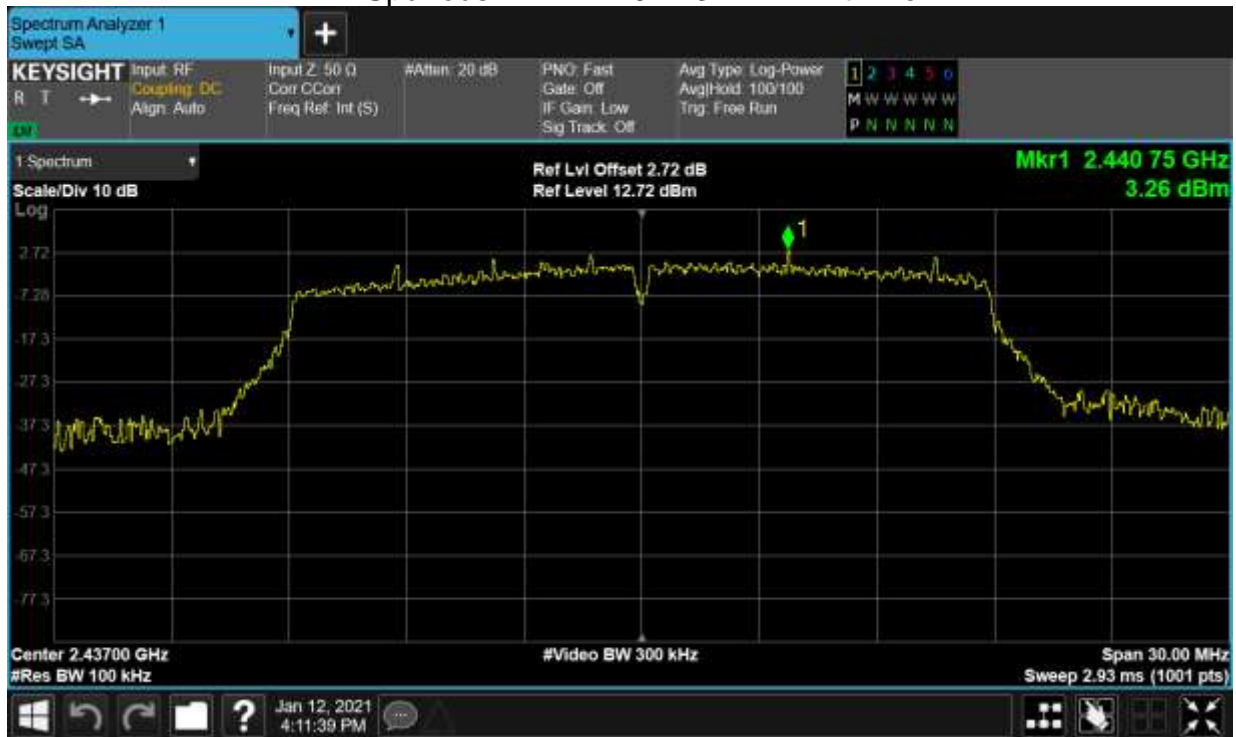 Spectrum Analyzer 1
Swept SA
+
KEYSIGHT Input: RF Input Z: 50 Ω #Atten: 20 dB PNO: Fast Avg Type: Log-Power 1 2 3 4 5 6
R T Coupling: DC Corr CCorr Gate: Off Avg|Hold: 100/100 M W W W W W
Align: Auto Freq Ref: Int (S) IF Gain: Low Trig: Free Run
Sig Track: Off P N N N N N
1 Spectrum Ref Lvl Offset 2.72 dB Mkr1 2.440 75 GHz
Scale/Div 10 dB Ref Level 12.72 dBm 3.26 dBm
Log
1
2.72
-7.28
-17.3
-27.3
-37.3
-47.3
-57.3
-67.3
-77.3
Center 2.43700 GHz #Video BW 300 kHz Span 30.00 MHz
#Res BW 100 kHz Sweep 2.93 ms (1001 pts)
? Jan 12, 2021
4:11:39 PM